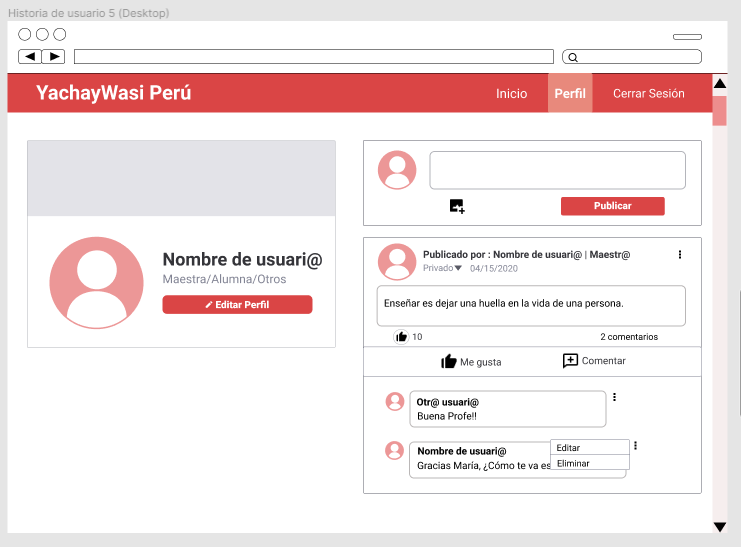 Historia de usuario 5 (Desktop)
YachayWasi Perú
Inicio
Perfil
Cerrar Sesión
Nombre de usuari@
Maestra/Alumna/Otros
Editar Perfil
Publicar
Publicado por : Nombre de usuari@ | Maestr@
Privado 04/15/2020
Enseñar es dejar una huella en la vida de una persona.
10
2 comentarios
Me gusta
Comentar
Otr@ usuari@
Buena Profe!!
Nombre de usuari@
Gracias María, ¿Cómo te va es
Editar
Eliminar